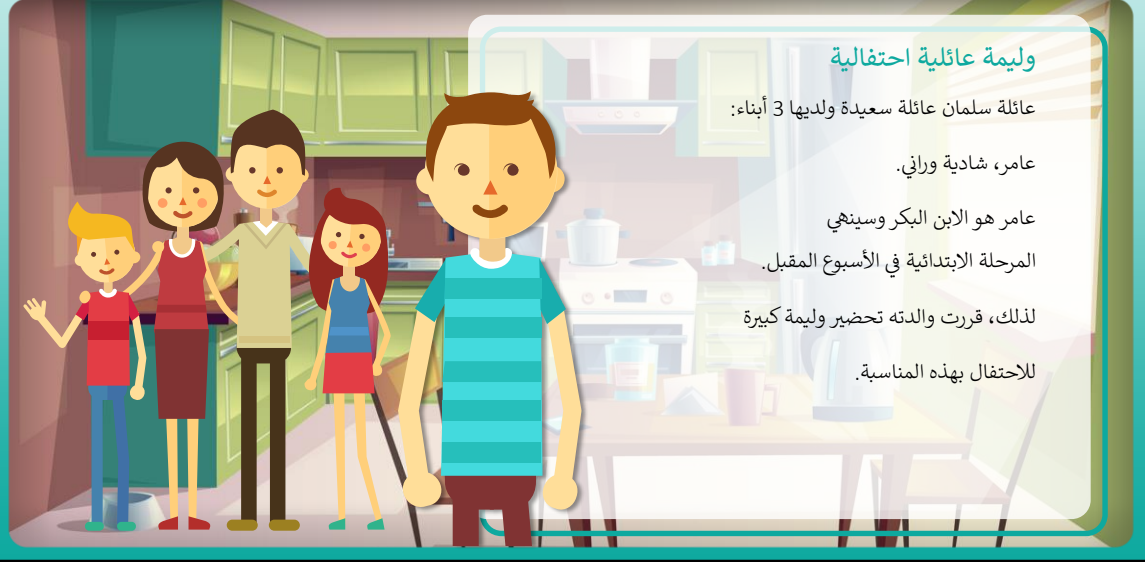 وليمة عائلية احتفالية
عائلة سلمان عائلة سعيدة ولديها 3 أبناء:
عامر، شادية وراني.
عامر هو الابن البكر وسينهي
المرحلة الابتدائية في الأسبوع المقبل.
لذلك، قررت والدته تحضير وليمة كبيرة
للاحتفال بهذه المناسبة.